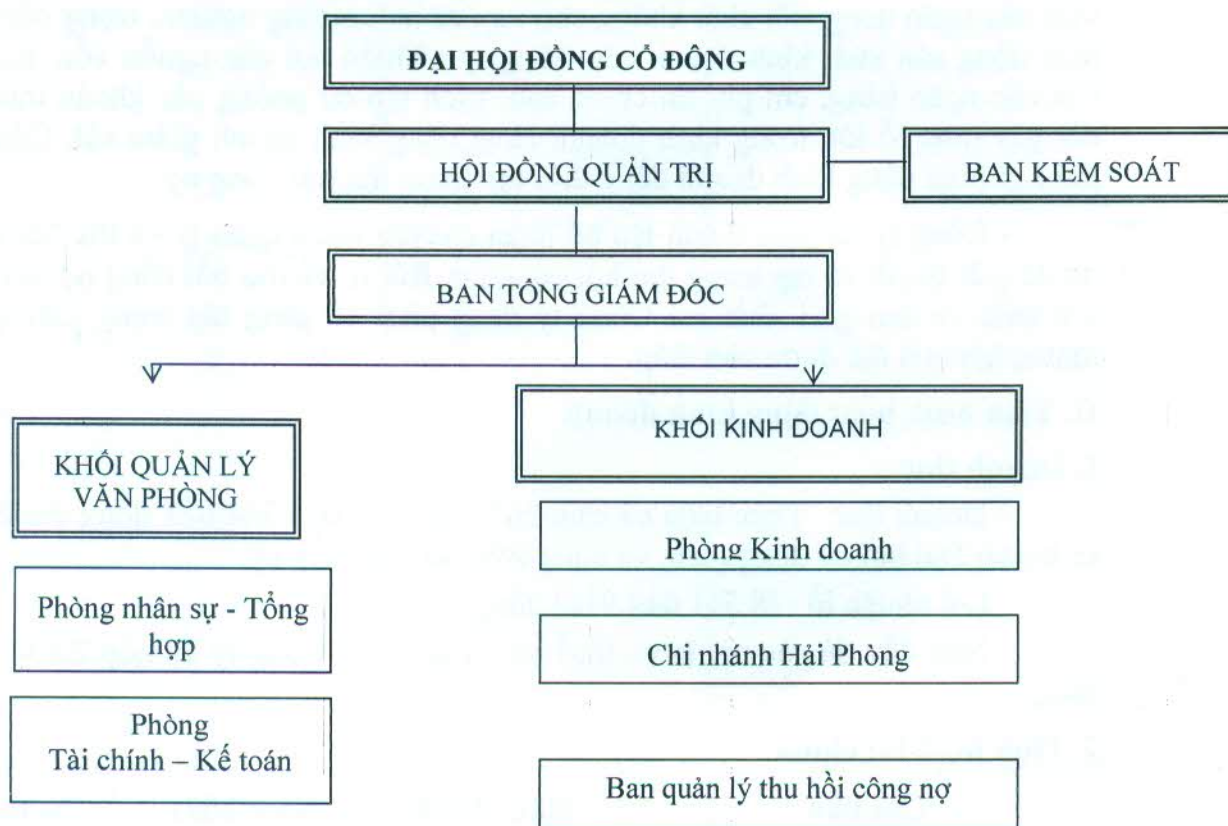 ĐẠI HỘI ĐỒNG CỔ ĐÔNG
HỘI ĐỒNG QUẢN TRỊ
BAN KIỂM SOÁT
BAN TỔNG GIÁM ĐỐC
KHỐI QUẢN LÝ
VĂN PHÒNG
KHỐI KINH DOANH
Phòng Kinh doanh
Phòng nhân sự - Tổng
hợp
Chi nhánh Hải Phòng
Phòng
Tài chính – Kế toán
Ban quản lý thu hồi công nợ